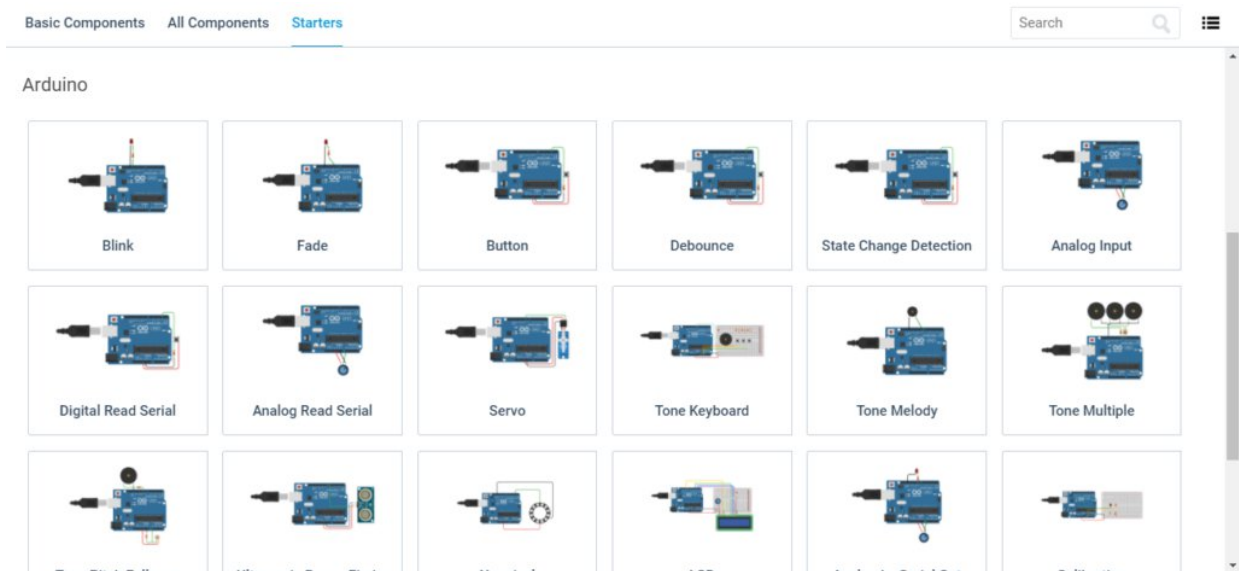 Basic Components All Components Starters Search
Arduino
Blink Fade Button Debounce State Change Detection Analog Input
Digital Read Serial Analog Read Serial Servo Tone Keyboard Tone Melody Tone Multiple